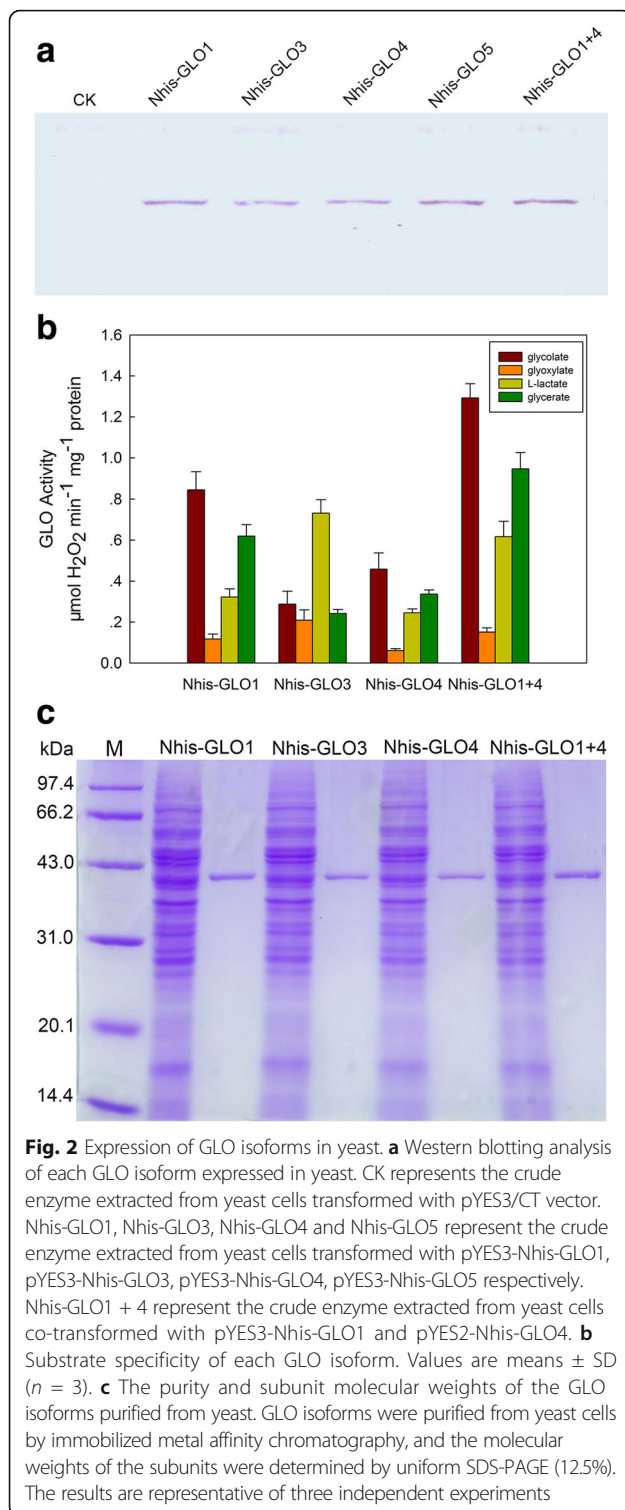 a
CK
Nhis-GLO1
Nhis-GLO3
Nhis-GLO4
Nhis-GLO5
Nhis-GLO1+4
b
1.6
1.4
1.2
1.0
.8
.6
.4
.2
0.0
GLO Activity
µmol H₂O₂ min⁻¹ mg⁻¹ protein
glycolate
glyoxylate
L-lactate
glycerate
Nhis-GLO1 Nhis-GLO3 Nhis-GLO4 Nhis-GLO1+4
c
kDa M Nhis-GLO1 Nhis-GLO3 Nhis-GLO4 Nhis-GLO1+4
97.4
66.2
43.0
31.0
20.1
14.4
Fig. 2 Expression of GLO isoforms in yeast. a Western blotting analysis
of each GLO isoform expressed in yeast. CK represents the crude
enzyme extracted from yeast cells transformed with pYES3/CT vector.
Nhis-GLO1, Nhis-GLO3, Nhis-GLO4 and Nhis-GLO5 represent the crude
enzyme extracted from yeast cells transformed with pYES3-Nhis-GLO1,
pYES3-Nhis-GLO3, pYES3-Nhis-GLO4, pYES3-Nhis-GLO5 respectively.
Nhis-GLO1 + 4 represent the crude enzyme extracted from yeast cells
co-transformed with pYES3-Nhis-GLO1 and pYES2-Nhis-GLO4. b
Substrate specificity of each GLO isoform. Values are means ± SD
(n = 3). c The purity and subunit molecular weights of the GLO
isoforms purified from yeast. GLO isoforms were purified from yeast cells
by immobilized metal affinity chromatography, and the molecular
weights of the subunits were determined by uniform SDS-PAGE (12.5%).
The results are representative of three independent experiments